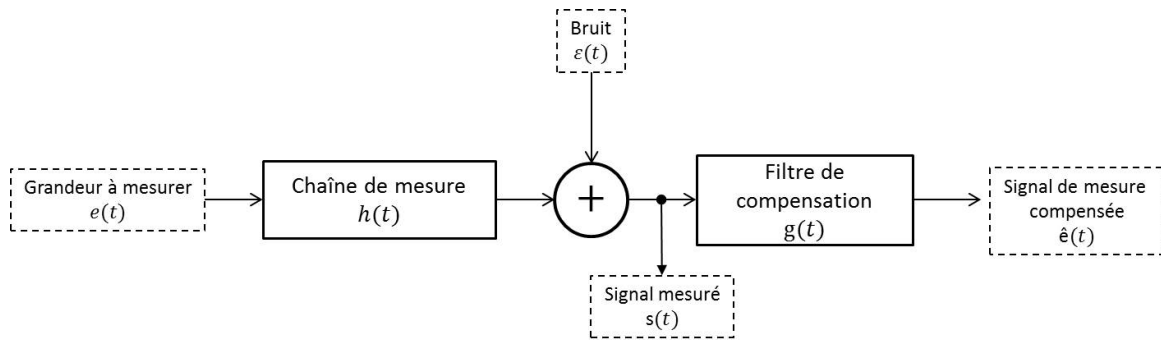 Bruit
ε(t)
Grandeur à mesurer
e(t)
Chaîne de mesure
h(t)
+
Filtre de
compensation
g(t)
Signal de mesure
compensée
ê(t)
Signal mesuré
s(t)